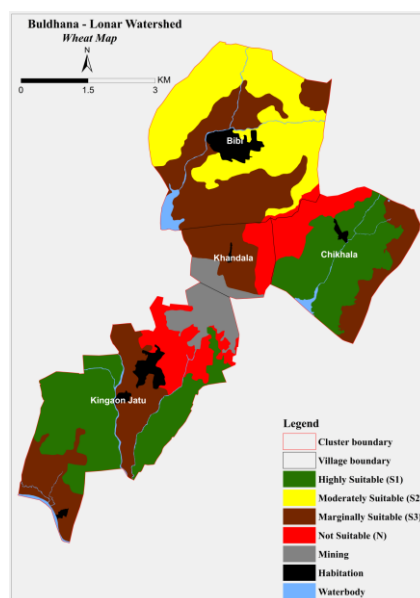 Buldhana - Lonar Watershed
Wheat Map
N
KM
0 1.5 3
Bibi
Khandala
Chikhala
Kingaon Jatu
Legend
Cluster boundary
Village boundary
Highly Suitable (S1)
Moderately Suitable (S2
Marginally Suitable (S3)
Not Suitable (N)
Mining
Habitation
Waterbody